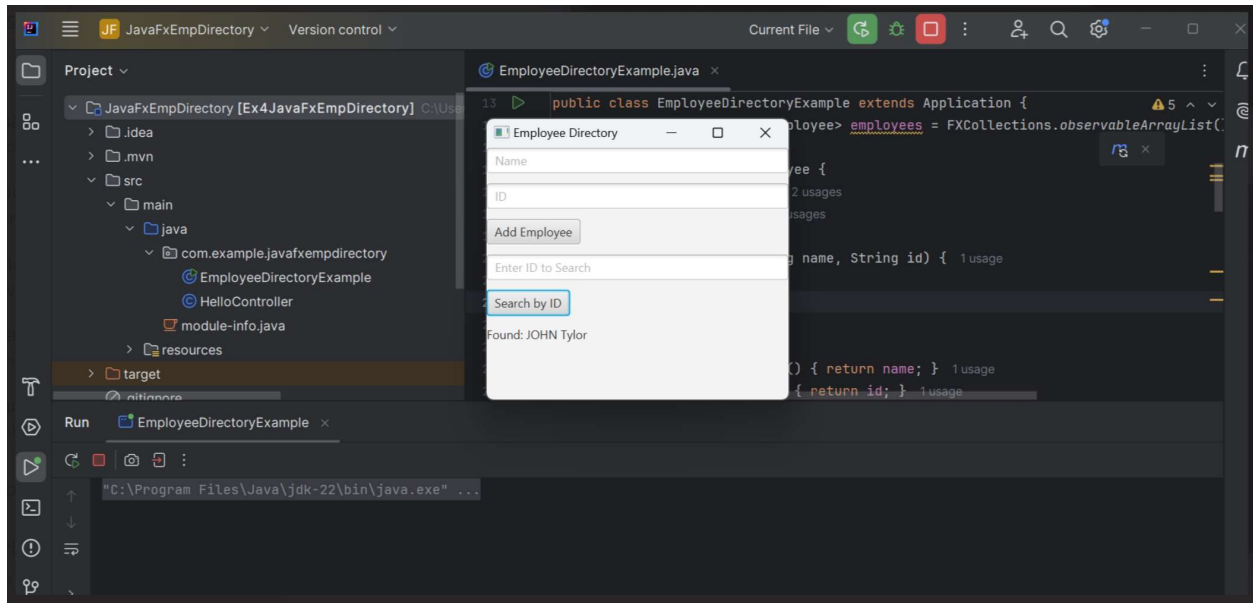 JF JavaFxEmpDirectory Version control Current File
Project
EmployeeDirectoryExample.java
JavaFxEmpDirectory [Ex4JavaFxEmpDirectory] C:\Use
.idea
.mvn
src
main
java
com.example.javafxempdirectory
EmployeeDirectoryExample
HelloController
module-info.java
resources
target
.gitignore
13 public class EmployeeDirectoryExample extends Application { 5
ployee> employees = FXCollections.observableArrayList(
yee {
2 usages
usages
g name, String id) { 1 usage
() { return name; } 1 usage
{ return id; } 1 usage
Employee Directory
Name
ID
Add Employee
Enter ID to Search
Search by ID
Found: JOHN Tylor
Run EmployeeDirectoryExample
"C:\Program Files\Java\jdk-22\bin\java.exe" ...